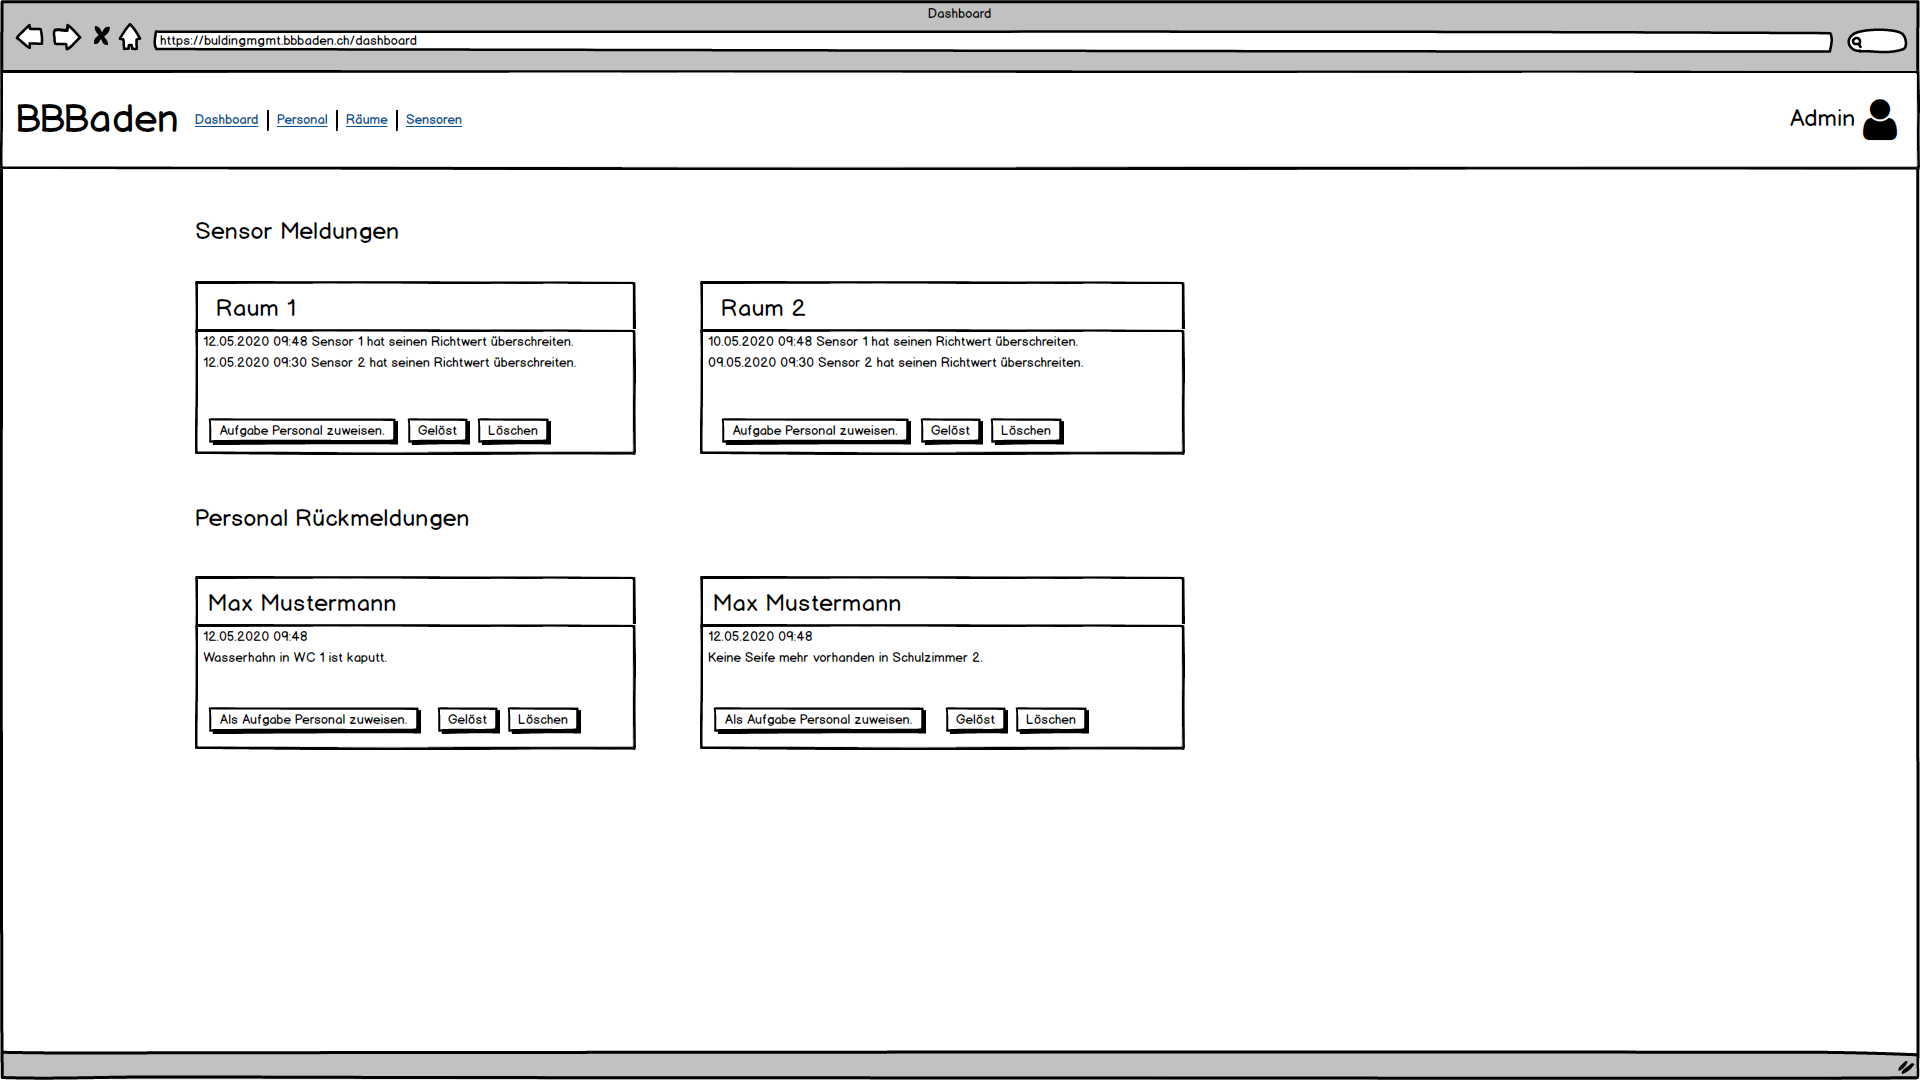 Dashboard
https://buldingmgmt.bbbaden.ch/dashboard
BBBaden Dashboard Personal Räume Sensoren Admin
Sensor Meldungen
Raum 1
12.05.2020 09:48 Sensor 1 hat seinen Richtwert überschreiten.
12.05.2020 09:30 Sensor 2 hat seinen Richtwert überschreiten.
Aufgabe Personal zuweisen. Gelöst Löschen
Raum 2
10.05.2020 09:48 Sensor 1 hat seinen Richtwert überschreiten.
09.05.2020 09:30 Sensor 2 hat seinen Richtwert überschreiten.
Aufgabe Personal zuweisen. Gelöst Löschen
Personal Rückmeldungen
Max Mustermann
12.05.2020 09:48
Wasserhahn in WC 1 ist kaputt.
Als Aufgabe Personal zuweisen. Gelöst Löschen
Max Mustermann
12.05.2020 09:48
Keine Seife mehr vorhanden in Schulzimmer 2.
Als Aufgabe Personal zuweisen. Gelöst Löschen